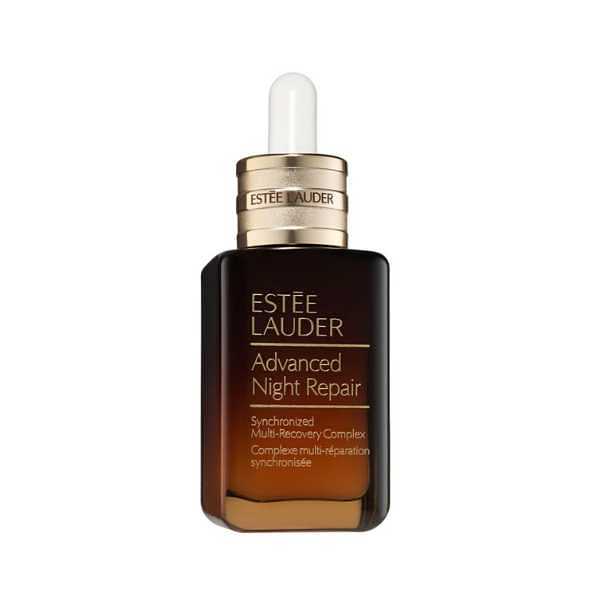 ESTĒE LAUDER
ESTĒE
LAUDER
Advanced
Night Repair
Synchronized
Multi-Recovery Complex
Complexe multi-réparation
synchronisée